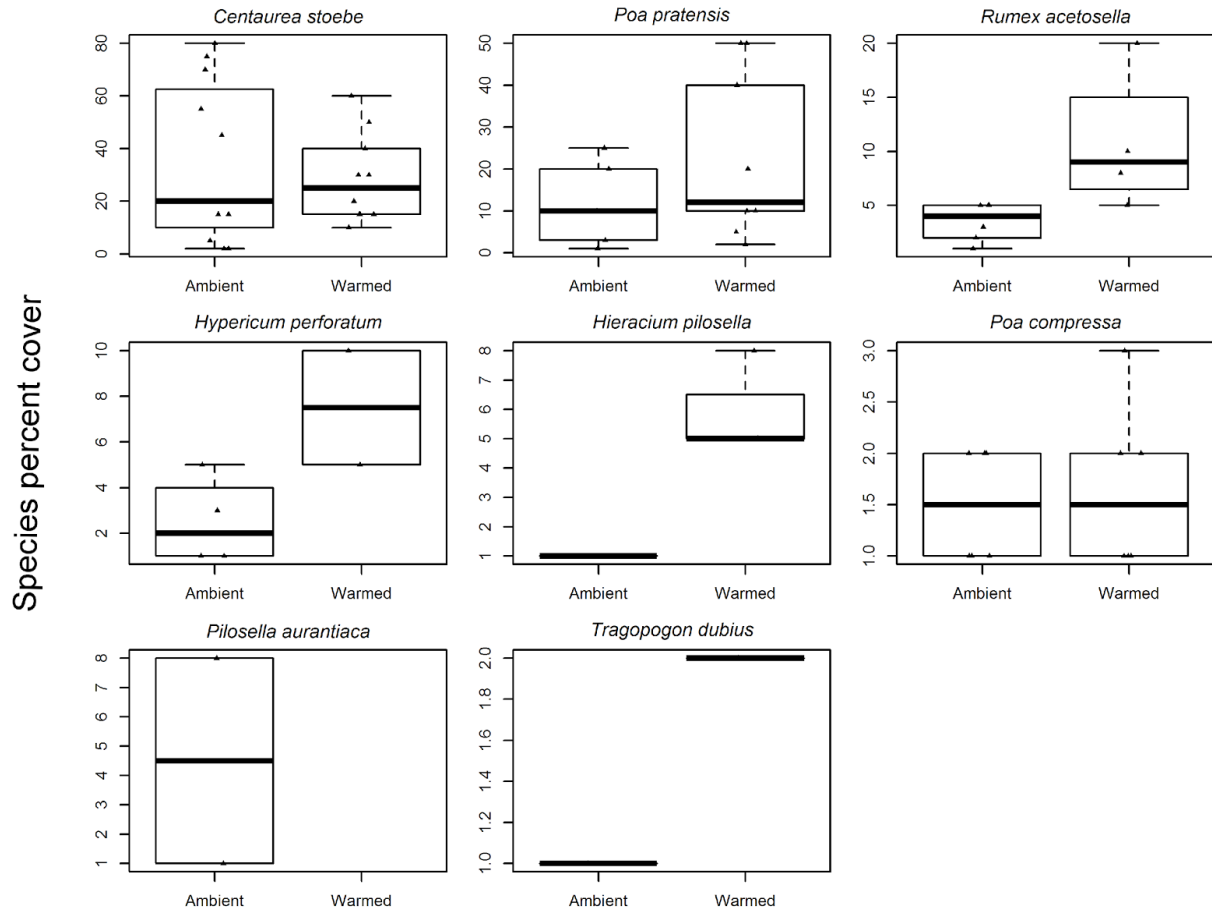 Species percent cover
Centaurea stoebe
80
60
40
20
0
Ambient Warmed
Poa pratensis
50
40
30
20
10
0
Ambient Warmed
Rumex acetosella
20
15
10
5
Ambient Warmed
Hypericum perforatum
10
8
6
4
2
Ambient Warmed
Hieracium pilosella
8
7
6
5
4
3
2
1
Ambient Warmed
Poa compressa
3.0
2.5
2.0
1.5
1.0
Ambient Warmed
Pilosella aurantiaca
8
7
6
5
4
3
2
1
Ambient Warmed
Tragopogon dubius
2.0
1.8
1.6
1.4
1.2
1.0
Ambient Warmed